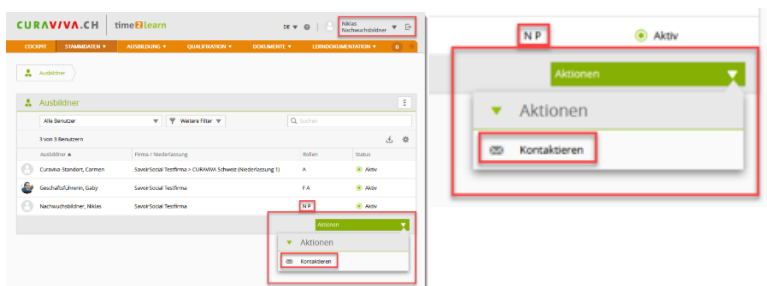 CURAVIVA.CH time2learn
DE
Niklas
Nachwuchsbildner
COCKPIT STAMMDATEN AUSBILDUNG QUALIFIKATION DOKUMENTE LERNDOKUMENTATION 0
Ausbildner
Ausbildner
Alle Benutzer Weitere Filter Suchen
3 von 3 Benutzern
Ausbildner Firma / Niederlassung Rollen Status
Curaviva-Standort, Carmen SavoirSocial Testfirma > CURAVIVA Schweiz (Niederlassung 1) A Aktiv
Geschäftsführerin, Gaby SavoirSocial Testfirma F A Aktiv
Nachwuchsbildner, Niklas SavoirSocial Testfirma N P Aktiv
Aktionen
Aktionen
Kontaktieren
N P Aktiv
Aktionen
Aktionen
Kontaktieren